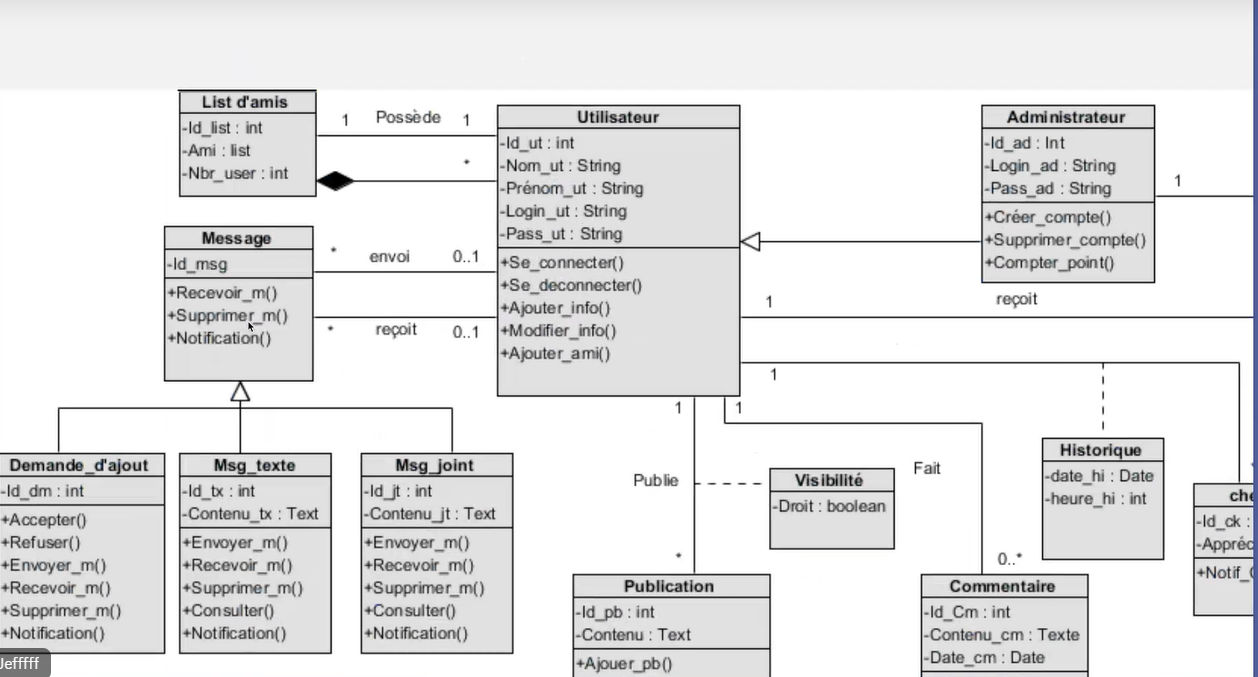 List d'amis
-Id_list : int
-Ami : list
-Nbr_user : int
1 Possède 1
*
Utilisateur
-Id_ut : int
-Nom_ut : String
-Prénom_ut : String
-Login_ut : String
-Pass_ut : String
+Se_connecter()
+Se_deconnecter()
+Ajouter_info()
+Modifier_info()
+Ajouter_ami()
Administrateur
-Id_ad : Int
-Login_ad : String
-Pass_ad : String
+Créer_compte()
+Supprimer_compte()
+Compter_point()
1
Message
-Id_msg
+Recevoir_m()
+Supprimer_m()
+Notification()
* envoi 0..1
* reçoit 0..1
1 reçoit
1
1 1
Demande_d'ajout
-Id_dm : int
+Accepter()
+Refuser()
+Envoyer_m()
+Recevoir_m()
+Supprimer_m()
+Notification()
Msg_texte
-Id_tx : int
-Contenu_tx : Text
+Envoyer_m()
+Recevoir_m()
+Supprimer_m()
+Consulter()
+Notification()
Msg_joint
-Id_jt : int
-Contenu_jt : Text
+Envoyer_m()
+Recevoir_m()
+Supprimer_m()
+Consulter()
+Notification()
Publie
Visibilité
-Droit : boolean
Fait
Historique
-date_hi : Date
-heure_hi : int
-Id_ck :
* 0..*
Publication
-Id_pb : int
-Contenu : Text
+Ajouer_pb()
Commentaire
-Id_Cm : int
-Contenu_cm : Texte
-Date_cm : Date
Jefffff